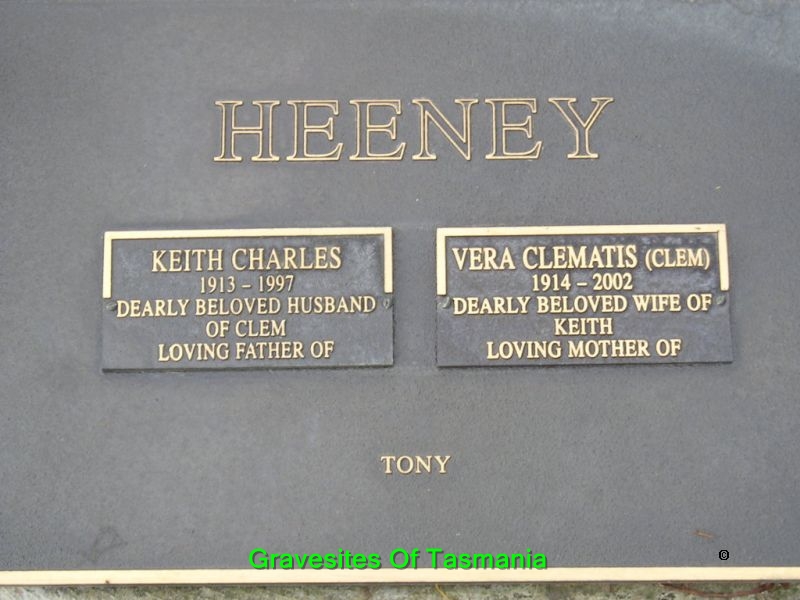 HEENEY
KEITH CHARLES
1913 – 1997
DEARLY BELOVED HUSBAND
OF CLEM
LOVING FATHER OF
VERA CLEMATIS (CLEM)
1914 – 2002
DEARLY BELOVED WIFE OF
KEITH
LOVING MOTHER OF
TONY
Gravesites Of Tasmania
©